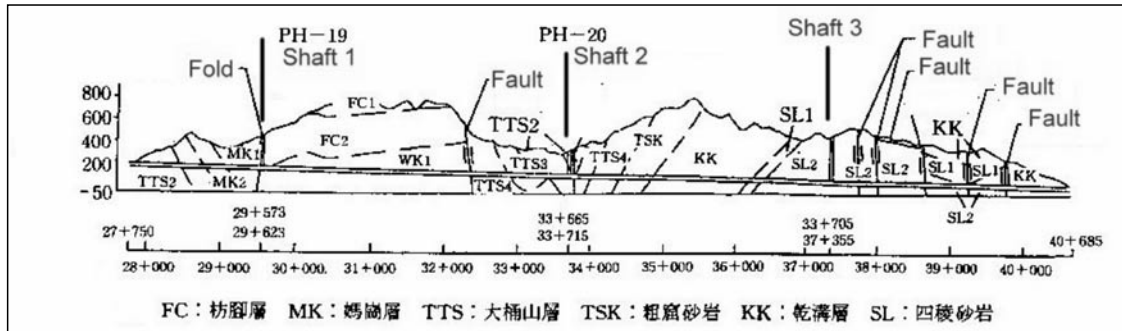 PH-19 PH-20 Shaft 3
Shaft 1 Shaft 2 Fault
Fold Fault Fault
Fault
Fault
800
600
400
200
-50
FC1 TTS2 SL1 KK
FC2 TSK
MK1 WK1 TTS3 TTS4 KK SL2 SL2 SL2 SL1 SL1 KK
TTS2 MK2 TTS4
SL2
29+573 33+665 33+705
27+750 29+623 33+715 37+355 40+685
28+000 29+000 30+000. 31+000 32+000 33+000 34+000 35+000 36+000 37+000 38+000 39+000 40+000
FC:枋腳層 MK:媽崗層 TTS:大桶山層 TSK:粗窟砂岩 KK:乾溝層 SL:四稜砂岩